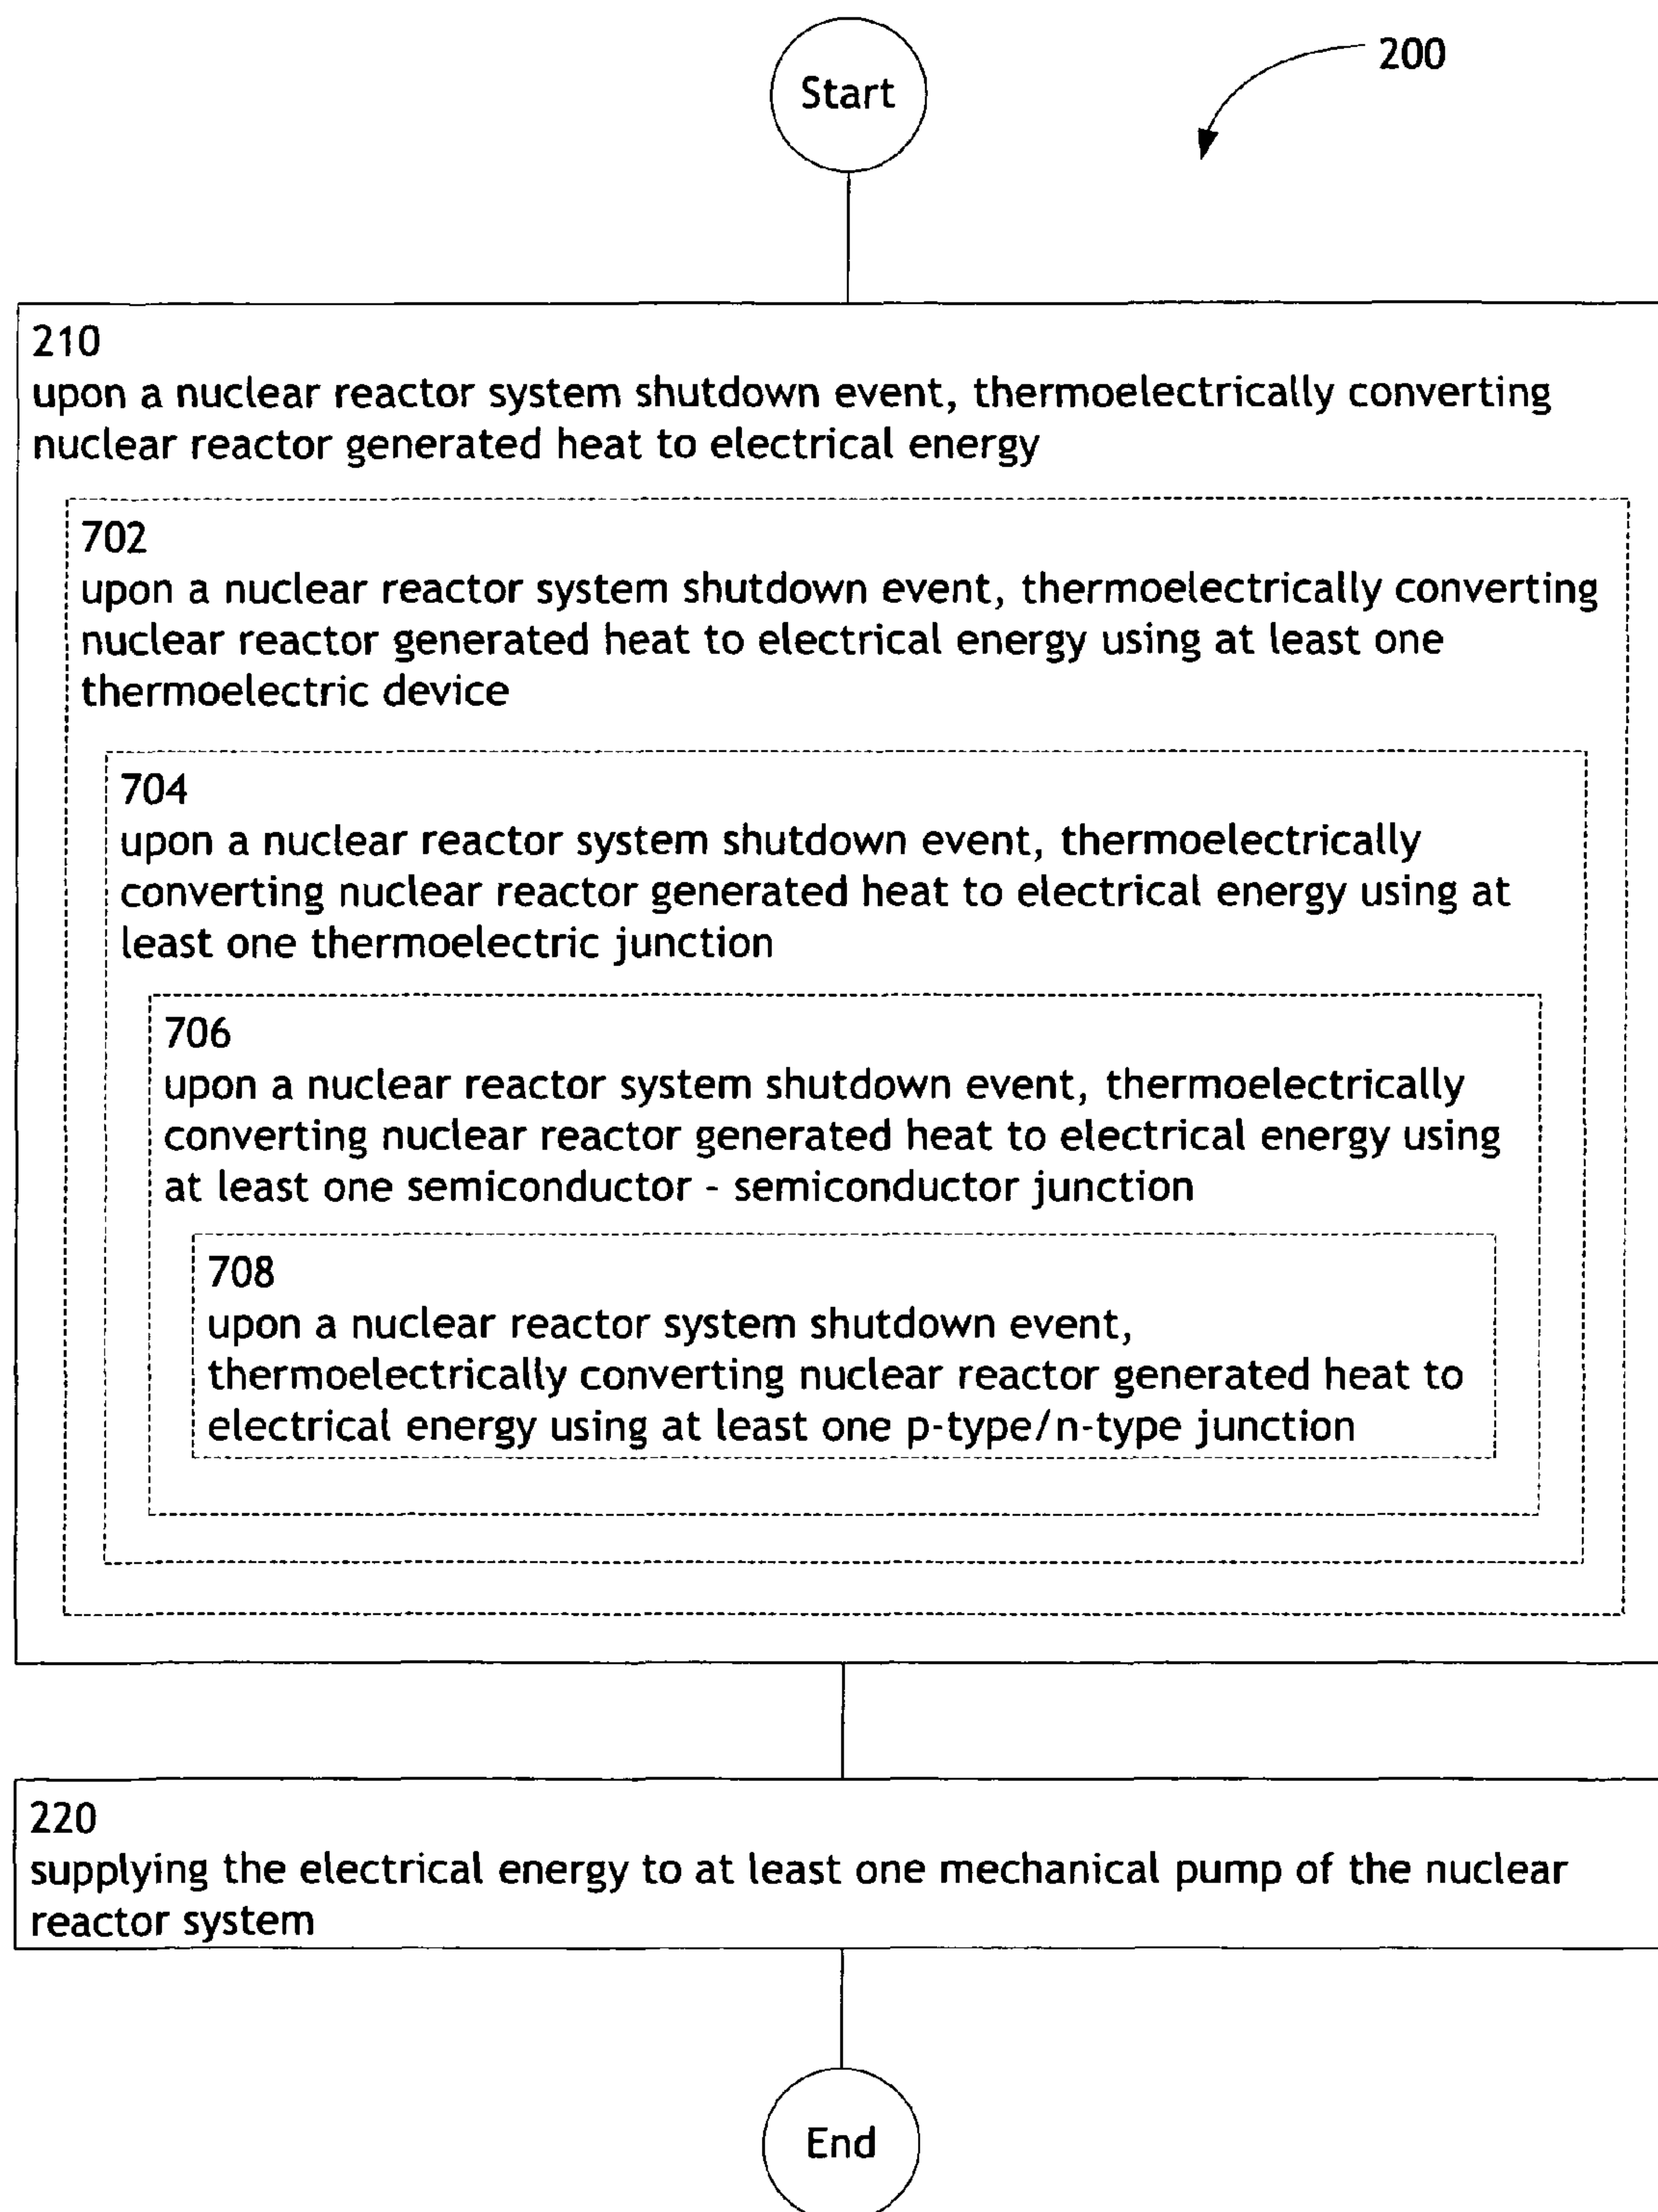 Start
200
210
upon a nuclear reactor system shutdown event, thermoelectrically converting
nuclear reactor generated heat to electrical energy
702
upon a nuclear reactor system shutdown event, thermoelectrically converting
nuclear reactor generated heat to electrical energy using at least one
thermoelectric device
704
upon a nuclear reactor system shutdown event, thermoelectrically
converting nuclear reactor generated heat to electrical energy using at
least one thermoelectric junction
706
upon a nuclear reactor system shutdown event, thermoelectrically
converting nuclear reactor generated heat to electrical energy using
at least one semiconductor - semiconductor junction
708
upon a nuclear reactor system shutdown event,
thermoelectrically converting nuclear reactor generated heat to
electrical energy using at least one p-type/n-type junction
220
supplying the electrical energy to at least one mechanical pump of the nuclear
reactor system
End